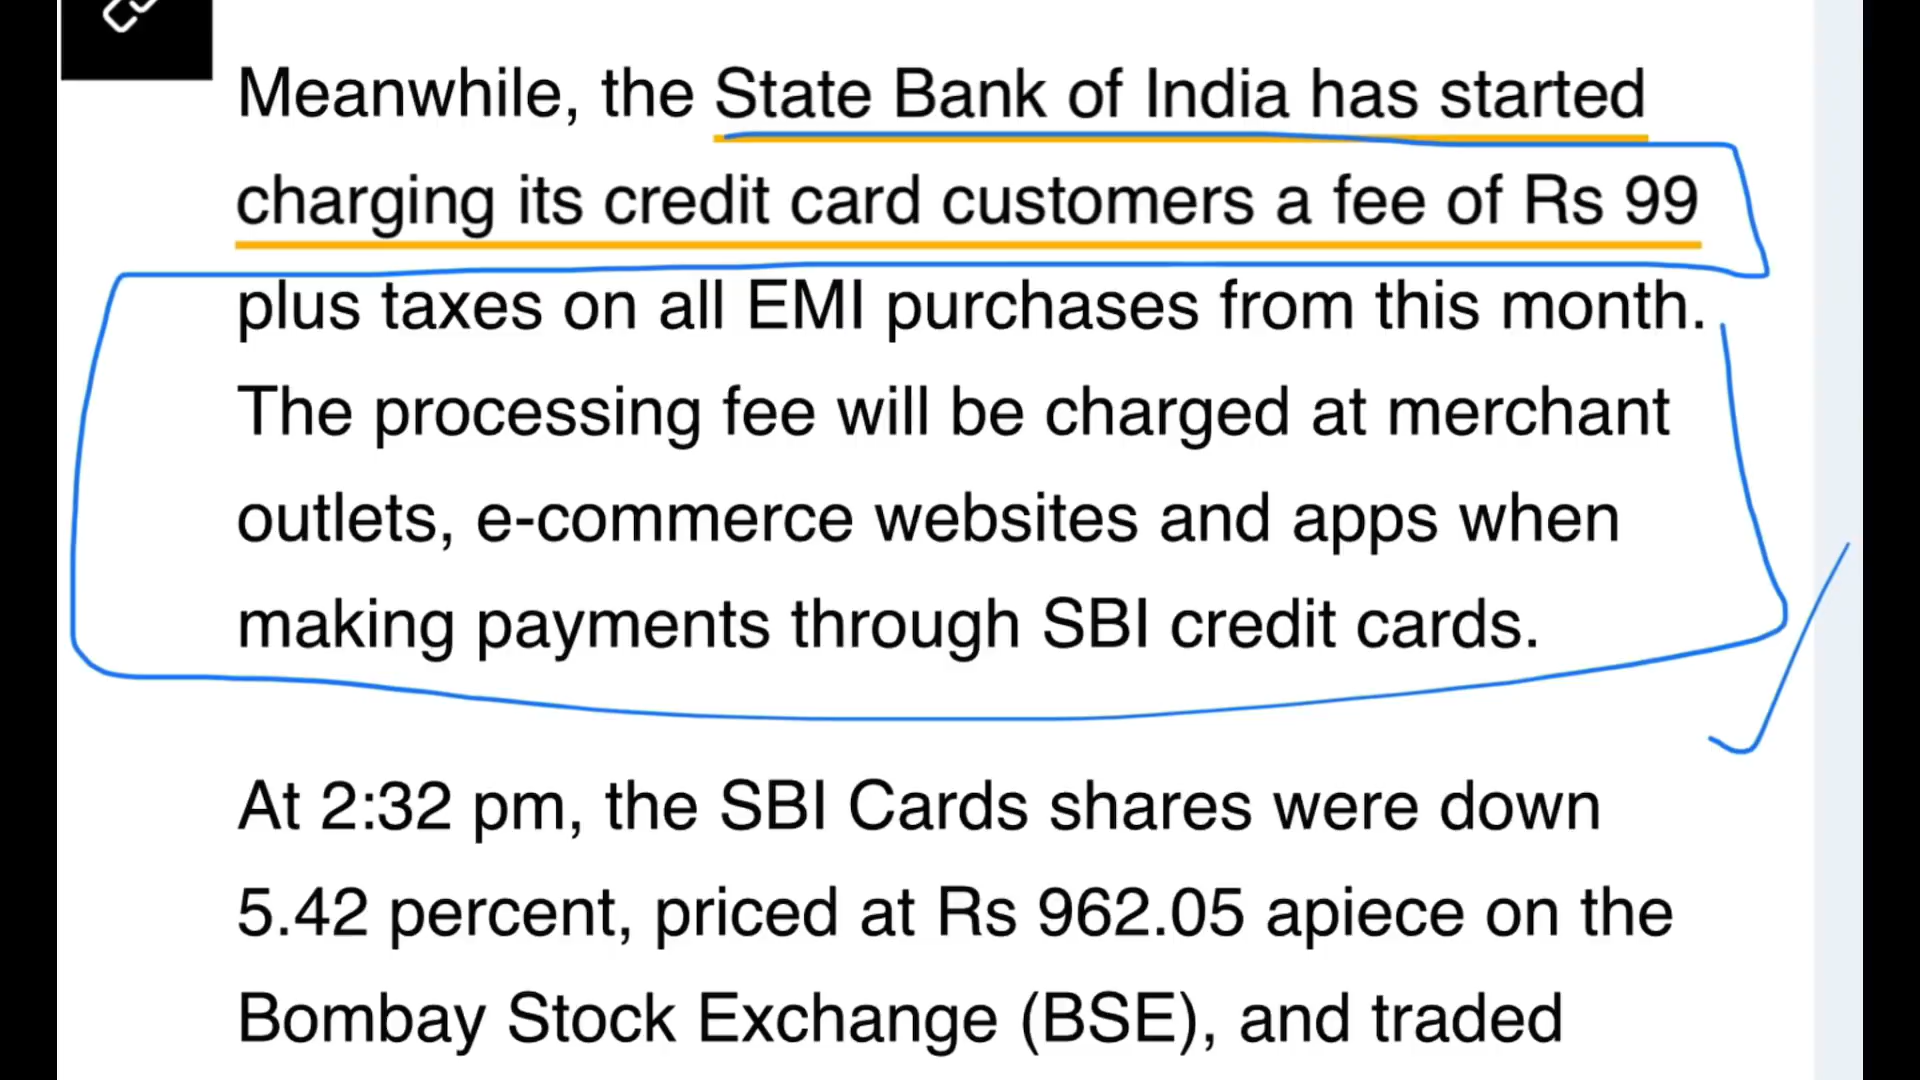 Meanwhile, the State Bank of India has started
charging its credit card customers a fee of Rs 99
plus taxes on all EMI purchases from this month.
The processing fee will be charged at merchant
outlets, e-commerce websites and apps when
making payments through SBI credit cards.
At 2:32 pm, the SBI Cards shares were down
5.42 percent, priced at Rs 962.05 apiece on the
Bombay Stock Exchange (BSE), and traded